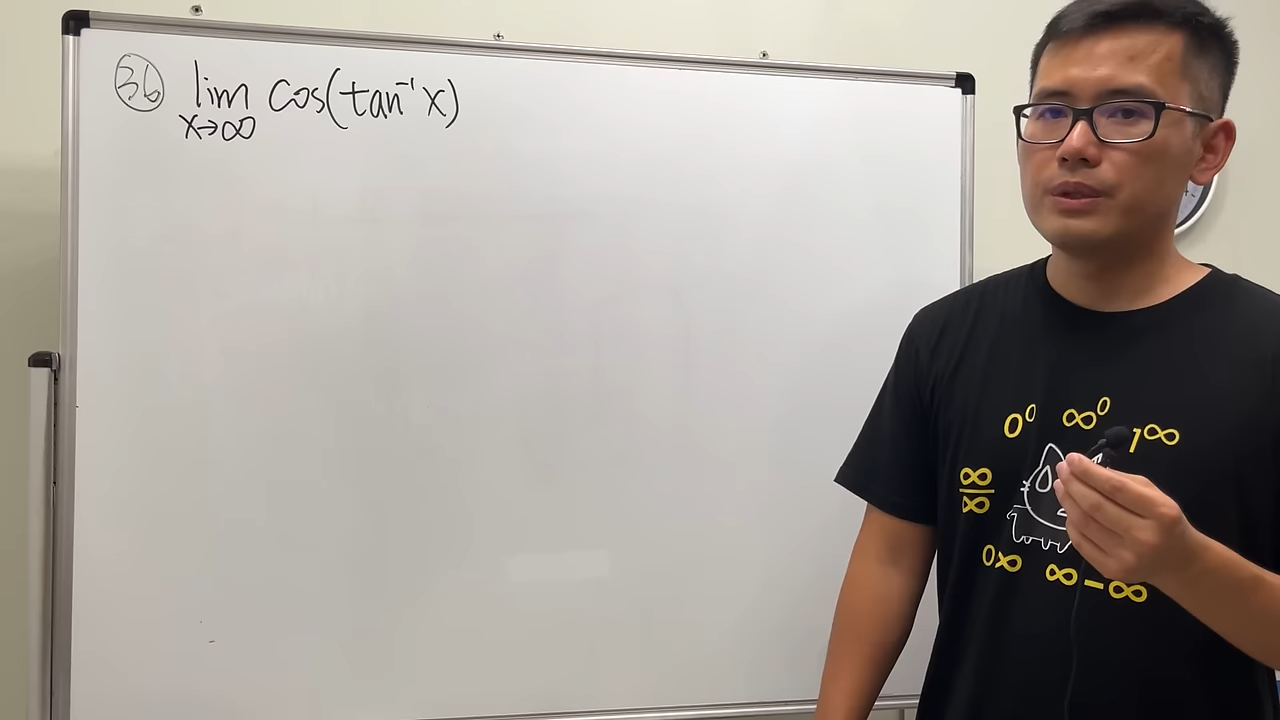 36 lim cos(tan⁻¹x)
x→∞
0⁰ ∞⁰ 1^∞
∞/∞
0×∞ ∞-∞